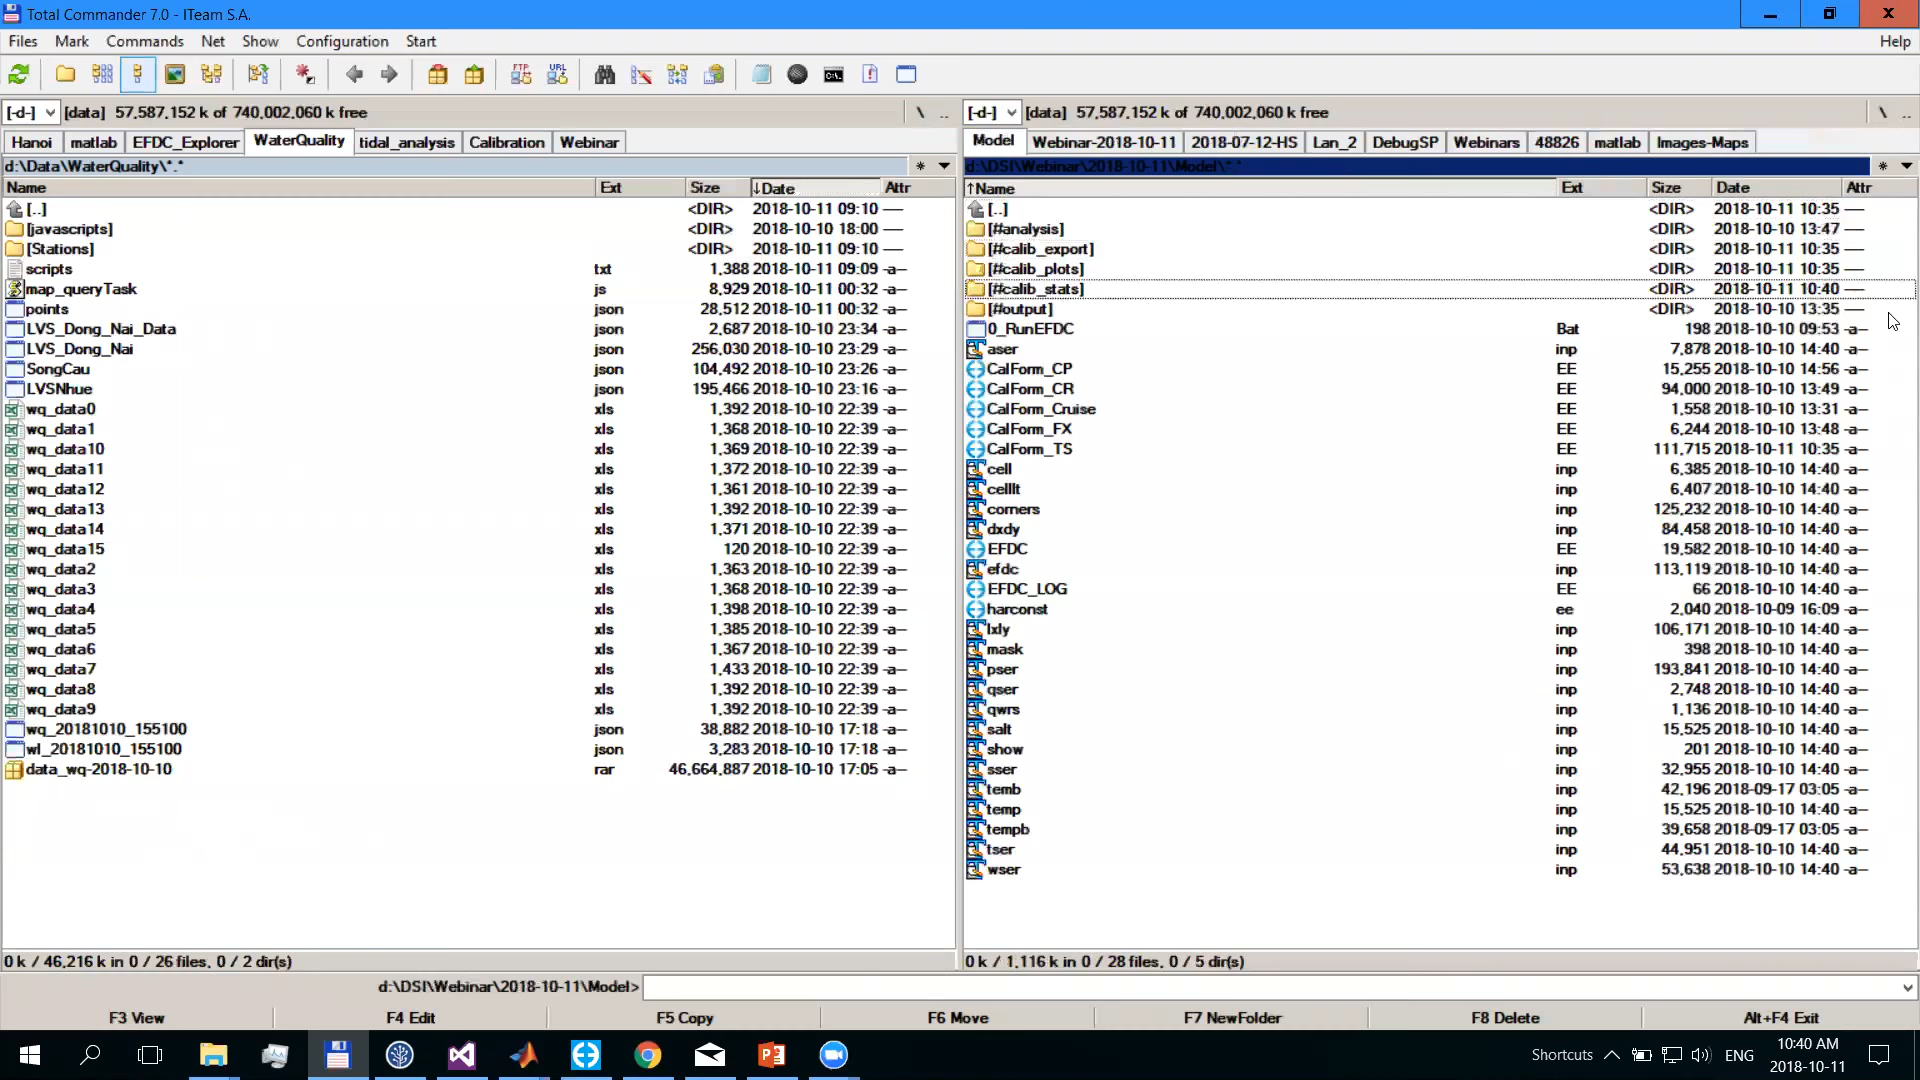 Total Commander 7.0 - ITeam S.A.
Files Mark Commands Net Show Configuration Start Help
FTP URL
[-d-] [data] 57,587,152 k of 740,002,060 k free \ .. [-d-] [data] 57,587,152 k of 740,002,060 k free \ ..
Hanoi matlab EFDC_Explorer WaterQuality tidal_analysis Calibration Webinar Model Webinar-2018-10-11 2018-07-12-HS Lan_2 DebugSP Webinars 48826 matlab Images-Maps
d:\Data\WaterQuality\*.* * d:\DSI\Webinar\2018-10-11\Model\*.* *
Name Ext Size ↓Date Attr ↑Name Ext Size Date Attr
[..] <DIR> 2018-10-11 09:10 ---- [..] <DIR> 2018-10-11 10:35 ----
[javascripts] <DIR> 2018-10-10 18:00 ---- [#analysis] <DIR> 2018-10-10 13:47 ----
[Stations] <DIR> 2018-10-11 09:10 ---- [#calib_export] <DIR> 2018-10-11 10:35 ----
scripts txt 1,388 2018-10-11 09:09 -a-- [#calib_plots] <DIR> 2018-10-11 10:35 ----
map_queryTask js 8,929 2018-10-11 00:32 -a-- [#calib_stats] <DIR> 2018-10-11 10:40 ----
points json 28,512 2018-10-11 00:32 -a-- [#output] <DIR> 2018-10-10 13:35 ----
LVS_Dong_Nai_Data json 2,687 2018-10-10 23:34 -a-- 0_RunEFDC Bat 198 2018-10-10 09:53 -a--
LVS_Dong_Nai json 256,030 2018-10-10 23:29 -a-- aser inp 7,878 2018-10-10 14:40 -a--
SongCau json 104,492 2018-10-10 23:26 -a-- CalForm_CP EE 15,255 2018-10-10 14:56 -a--
LVSNhue json 195,466 2018-10-10 23:16 -a-- CalForm_CR EE 94,000 2018-10-10 13:49 -a--
wq_data0 xls 1,392 2018-10-10 22:39 -a-- CalForm_Cruise EE 1,558 2018-10-10 13:31 -a--
wq_data1 xls 1,368 2018-10-10 22:39 -a-- CalForm_FX EE 6,244 2018-10-10 13:48 -a--
wq_data10 xls 1,369 2018-10-10 22:39 -a-- CalForm_TS EE 111,715 2018-10-11 10:35 -a--
wq_data11 xls 1,372 2018-10-10 22:39 -a-- cell inp 6,385 2018-10-10 14:40 -a--
wq_data12 xls 1,361 2018-10-10 22:39 -a-- celllt inp 6,407 2018-10-10 14:40 -a--
wq_data13 xls 1,392 2018-10-10 22:39 -a-- corners inp 125,232 2018-10-10 14:40 -a--
wq_data14 xls 1,371 2018-10-10 22:39 -a-- dxdy inp 84,458 2018-10-10 14:40 -a--
wq_data15 xls 120 2018-10-10 22:39 -a-- EFDC EE 19,582 2018-10-10 14:40 -a--
wq_data2 xls 1,363 2018-10-10 22:39 -a-- efdc inp 113,119 2018-10-10 14:40 -a--
wq_data3 xls 1,368 2018-10-10 22:39 -a-- EFDC_LOG EE 66 2018-10-10 14:40 -a--
wq_data4 xls 1,398 2018-10-10 22:39 -a-- harconst ee 2,040 2018-10-09 16:09 -a--
wq_data5 xls 1,385 2018-10-10 22:39 -a-- lxly inp 106,171 2018-10-10 14:40 -a--
wq_data6 xls 1,367 2018-10-10 22:39 -a-- mask inp 398 2018-10-10 14:40 -a--
wq_data7 xls 1,433 2018-10-10 22:39 -a-- pser inp 193,841 2018-10-10 14:40 -a--
wq_data8 xls 1,392 2018-10-10 22:39 -a-- qser inp 2,748 2018-10-10 14:40 -a--
wq_data9 xls 1,392 2018-10-10 22:39 -a-- qwrs inp 1,136 2018-10-10 14:40 -a--
wq_20181010_155100 json 38,882 2018-10-10 17:18 -a-- salt inp 15,525 2018-10-10 14:40 -a--
wl_20181010_155100 json 3,283 2018-10-10 17:18 -a-- show inp 201 2018-10-10 14:40 -a--
data_wq-2018-10-10 rar 46,664,887 2018-10-10 17:05 -a-- sser inp 32,955 2018-10-10 14:40 -a--
temb inp 42,196 2018-09-17 03:05 -a--
temp inp 15,525 2018-10-10 14:40 -a--
tempb inp 39,658 2018-09-17 03:05 -a--
tser inp 44,951 2018-10-10 14:40 -a--
wser inp 53,638 2018-10-10 14:40 -a--
0 k / 46,216 k in 0 / 26 files, 0 / 2 dir(s) 0 k / 1,116 k in 0 / 28 files, 0 / 5 dir(s)
d:\DSI\Webinar\2018-10-11\Model>
F3 View F4 Edit F5 Copy F6 Move F7 NewFolder F8 Delete Alt+F4 Exit
Shortcuts ENG 10:40 AM
2018-10-11